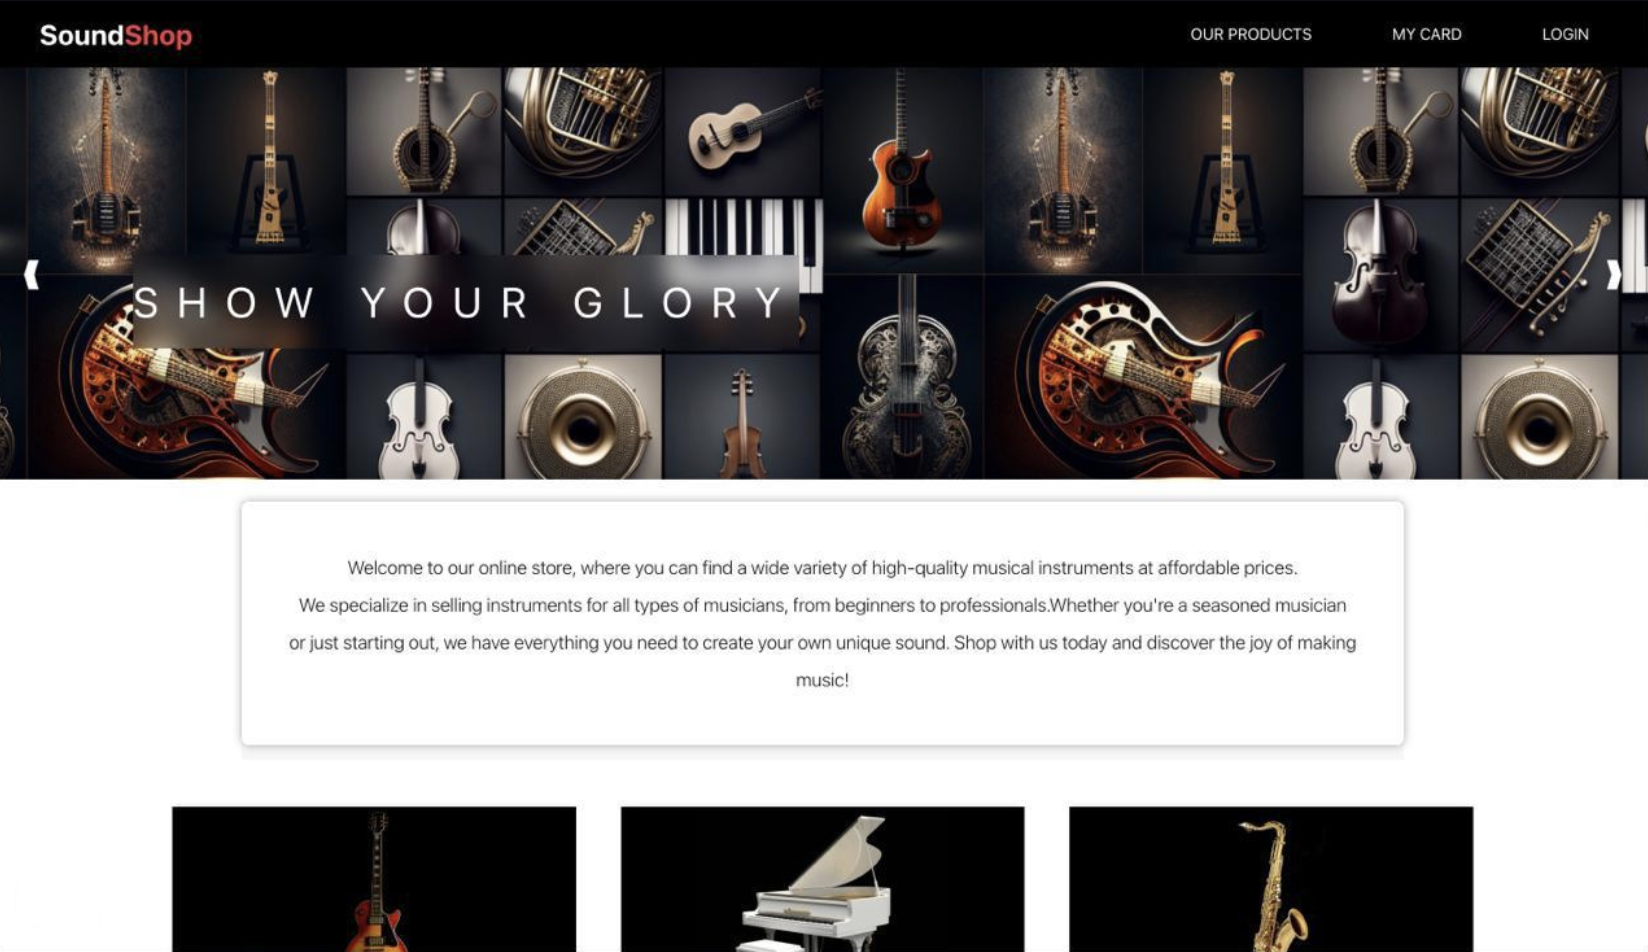 SoundShop
OUR PRODUCTS
MY CARD
LOGIN
SHOW YOUR GLORY
Welcome to our online store, where you can find a wide variety of high-quality musical instruments at affordable prices.
We specialize in selling instruments for all types of musicians, from beginners to professionals.Whether you're a seasoned musician
or just starting out, we have everything you need to create your own unique sound. Shop with us today and discover the joy of making
music!